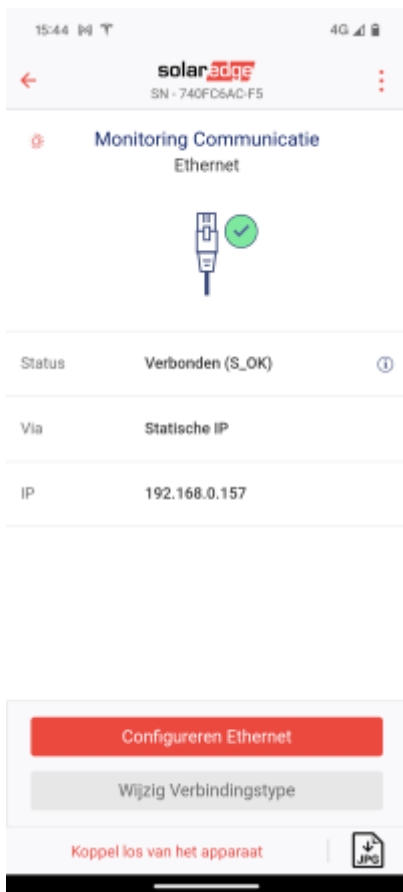 15:44 4G
solaredge
SN - 740FC6AC-F5
Monitoring Communicatie
Ethernet
Status Verbonden (S_OK)
Via Statische IP
IP 192.168.0.157
Configureren Ethernet
Wijzig Verbindingstype
Koppel los van het apparaat
JPG